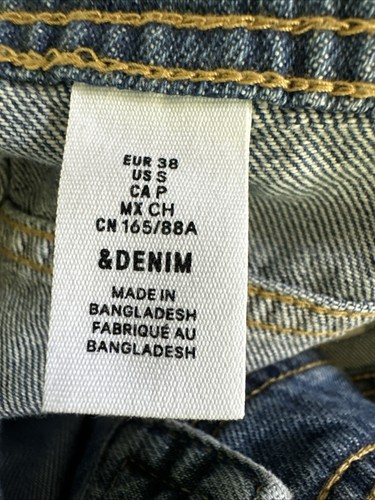 EUR 38
US S
CA P
MX CH
CN 165/88A
&DENIM
MADE IN
BANGLADESH
FABRIQUÉ AU
BANGLADESH